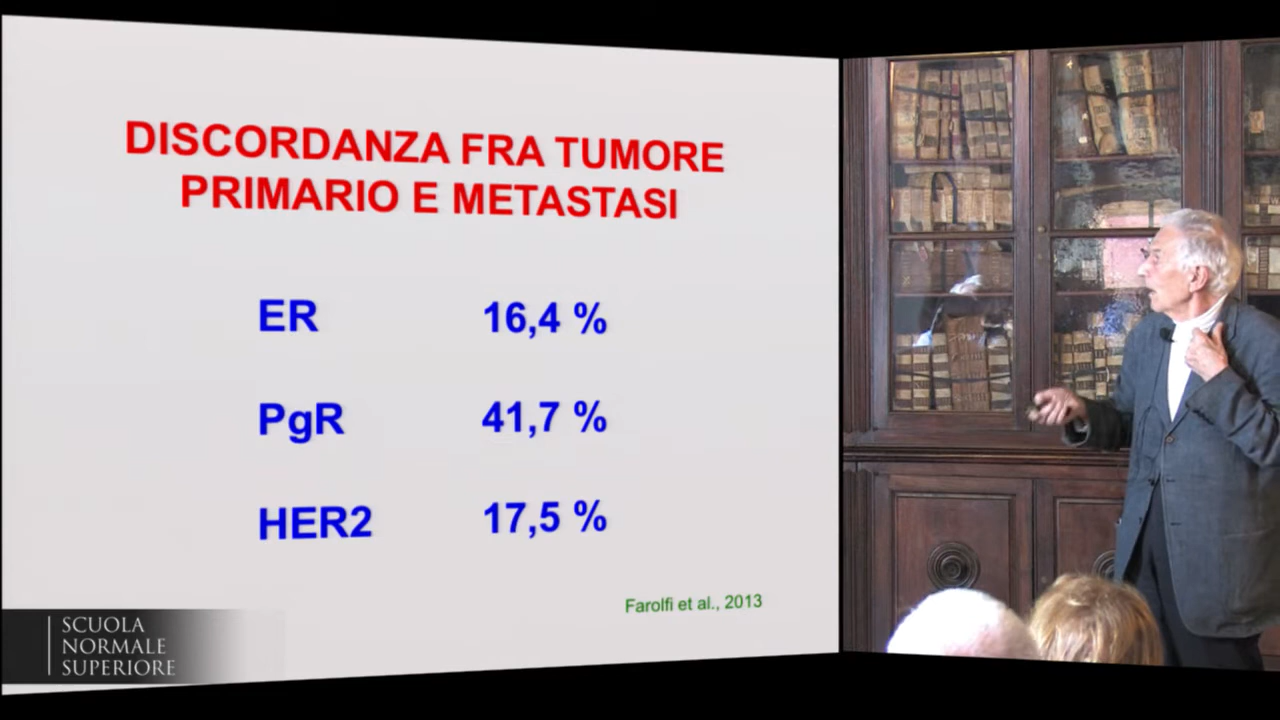 DISCORDANZA FRA TUMORE
PRIMARIO E METASTASI
ER 16,4 %
PgR 41,7 %
HER2 17,5 %
Farolfi et al., 2013
SCUOLA
NORMALE
SUPERIORE